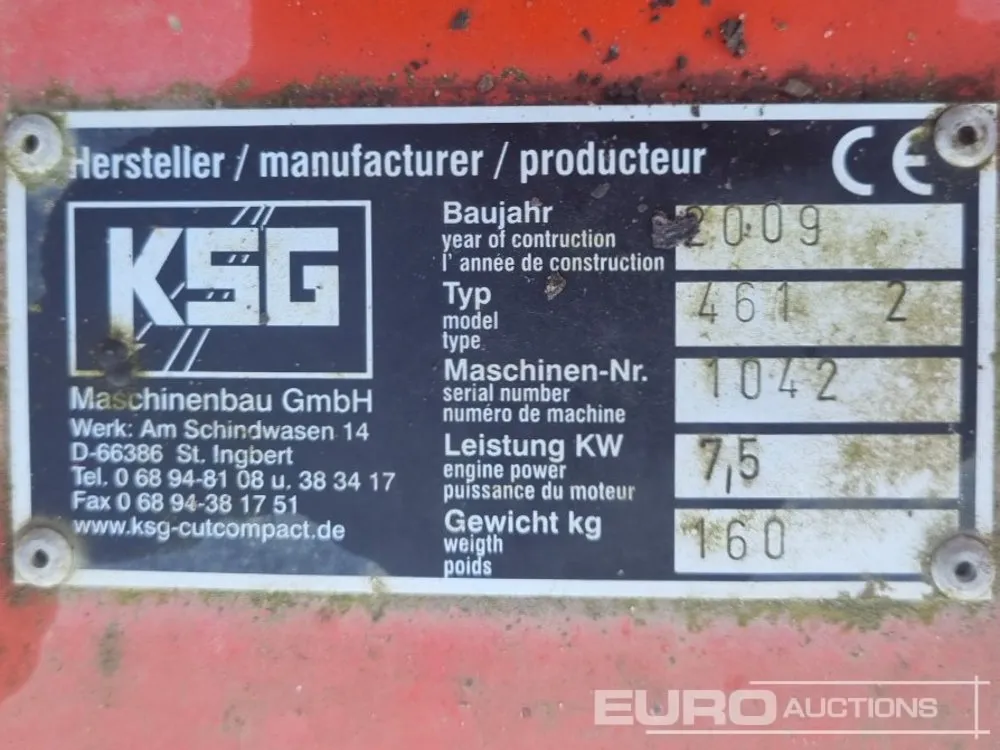 Hersteller / manufacturer / producteur CE
KSG
Maschinenbau GmbH
Werk: Am Schindwasen 14
D-66386 St. Ingbert
Tel. 0 68 94-81 08 u. 38 34 17
Fax 0 68 94-38 17 51
www.ksg-cutcompact.de
Baujahr 2009
year of contruction
l' année de construction
Typ 461 2
model
type
Maschinen-Nr. 1042
serial number
numéro de machine
Leistung KW 7,5
engine power
puissance du moteur
Gewicht kg 160
weigth
poids
EURO AUCTIONS